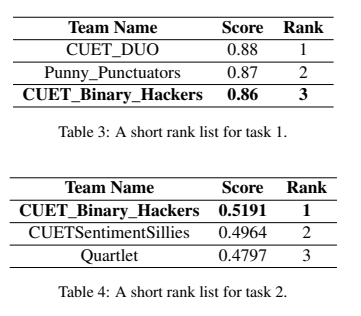 Team Name Score Rank
CUET_DUO 0.88 1
Punny_Punctuators 0.87 2
CUET_Binary_Hackers 0.86 3
Table 3: A short rank list for task 1.
Team Name Score Rank
CUET_Binary_Hackers 0.5191 1
CUETSentimentSillies 0.4964 2
Quartlet 0.4797 3
Table 4: A short rank list for task 2.